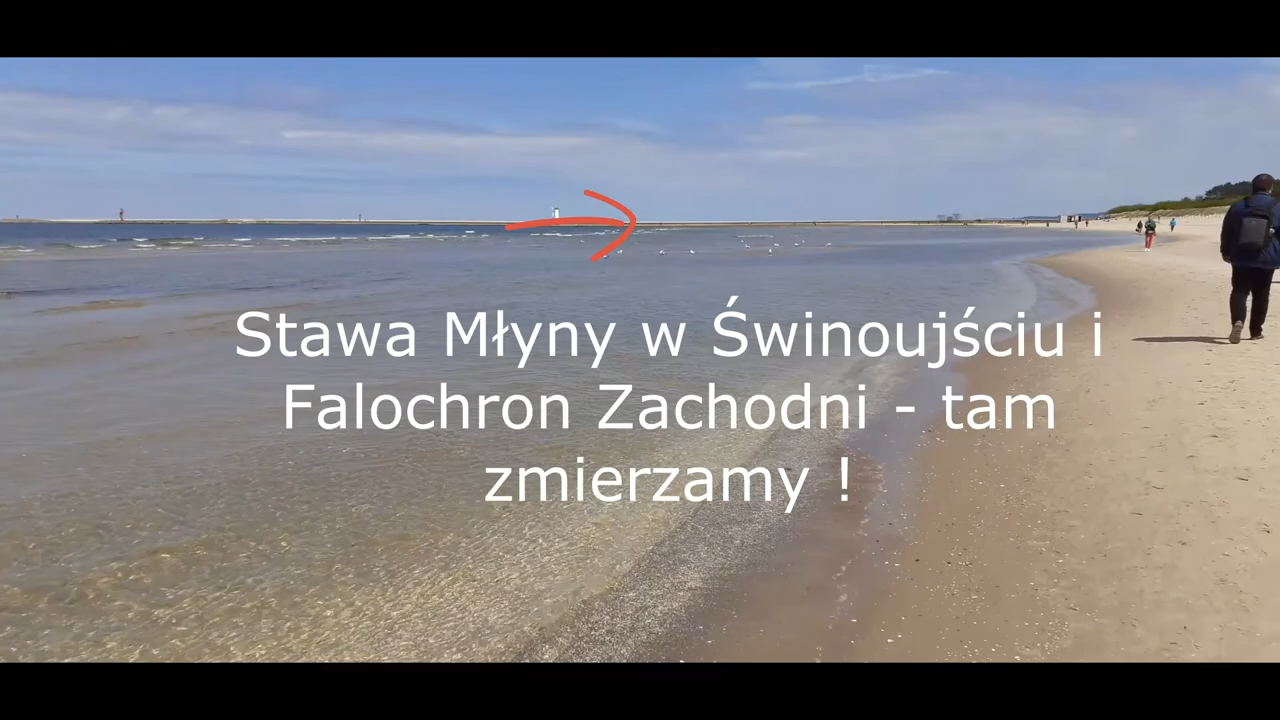 Stawa Młyny w Świnoujściu i
Falochron Zachodni - tam
zmierzamy !